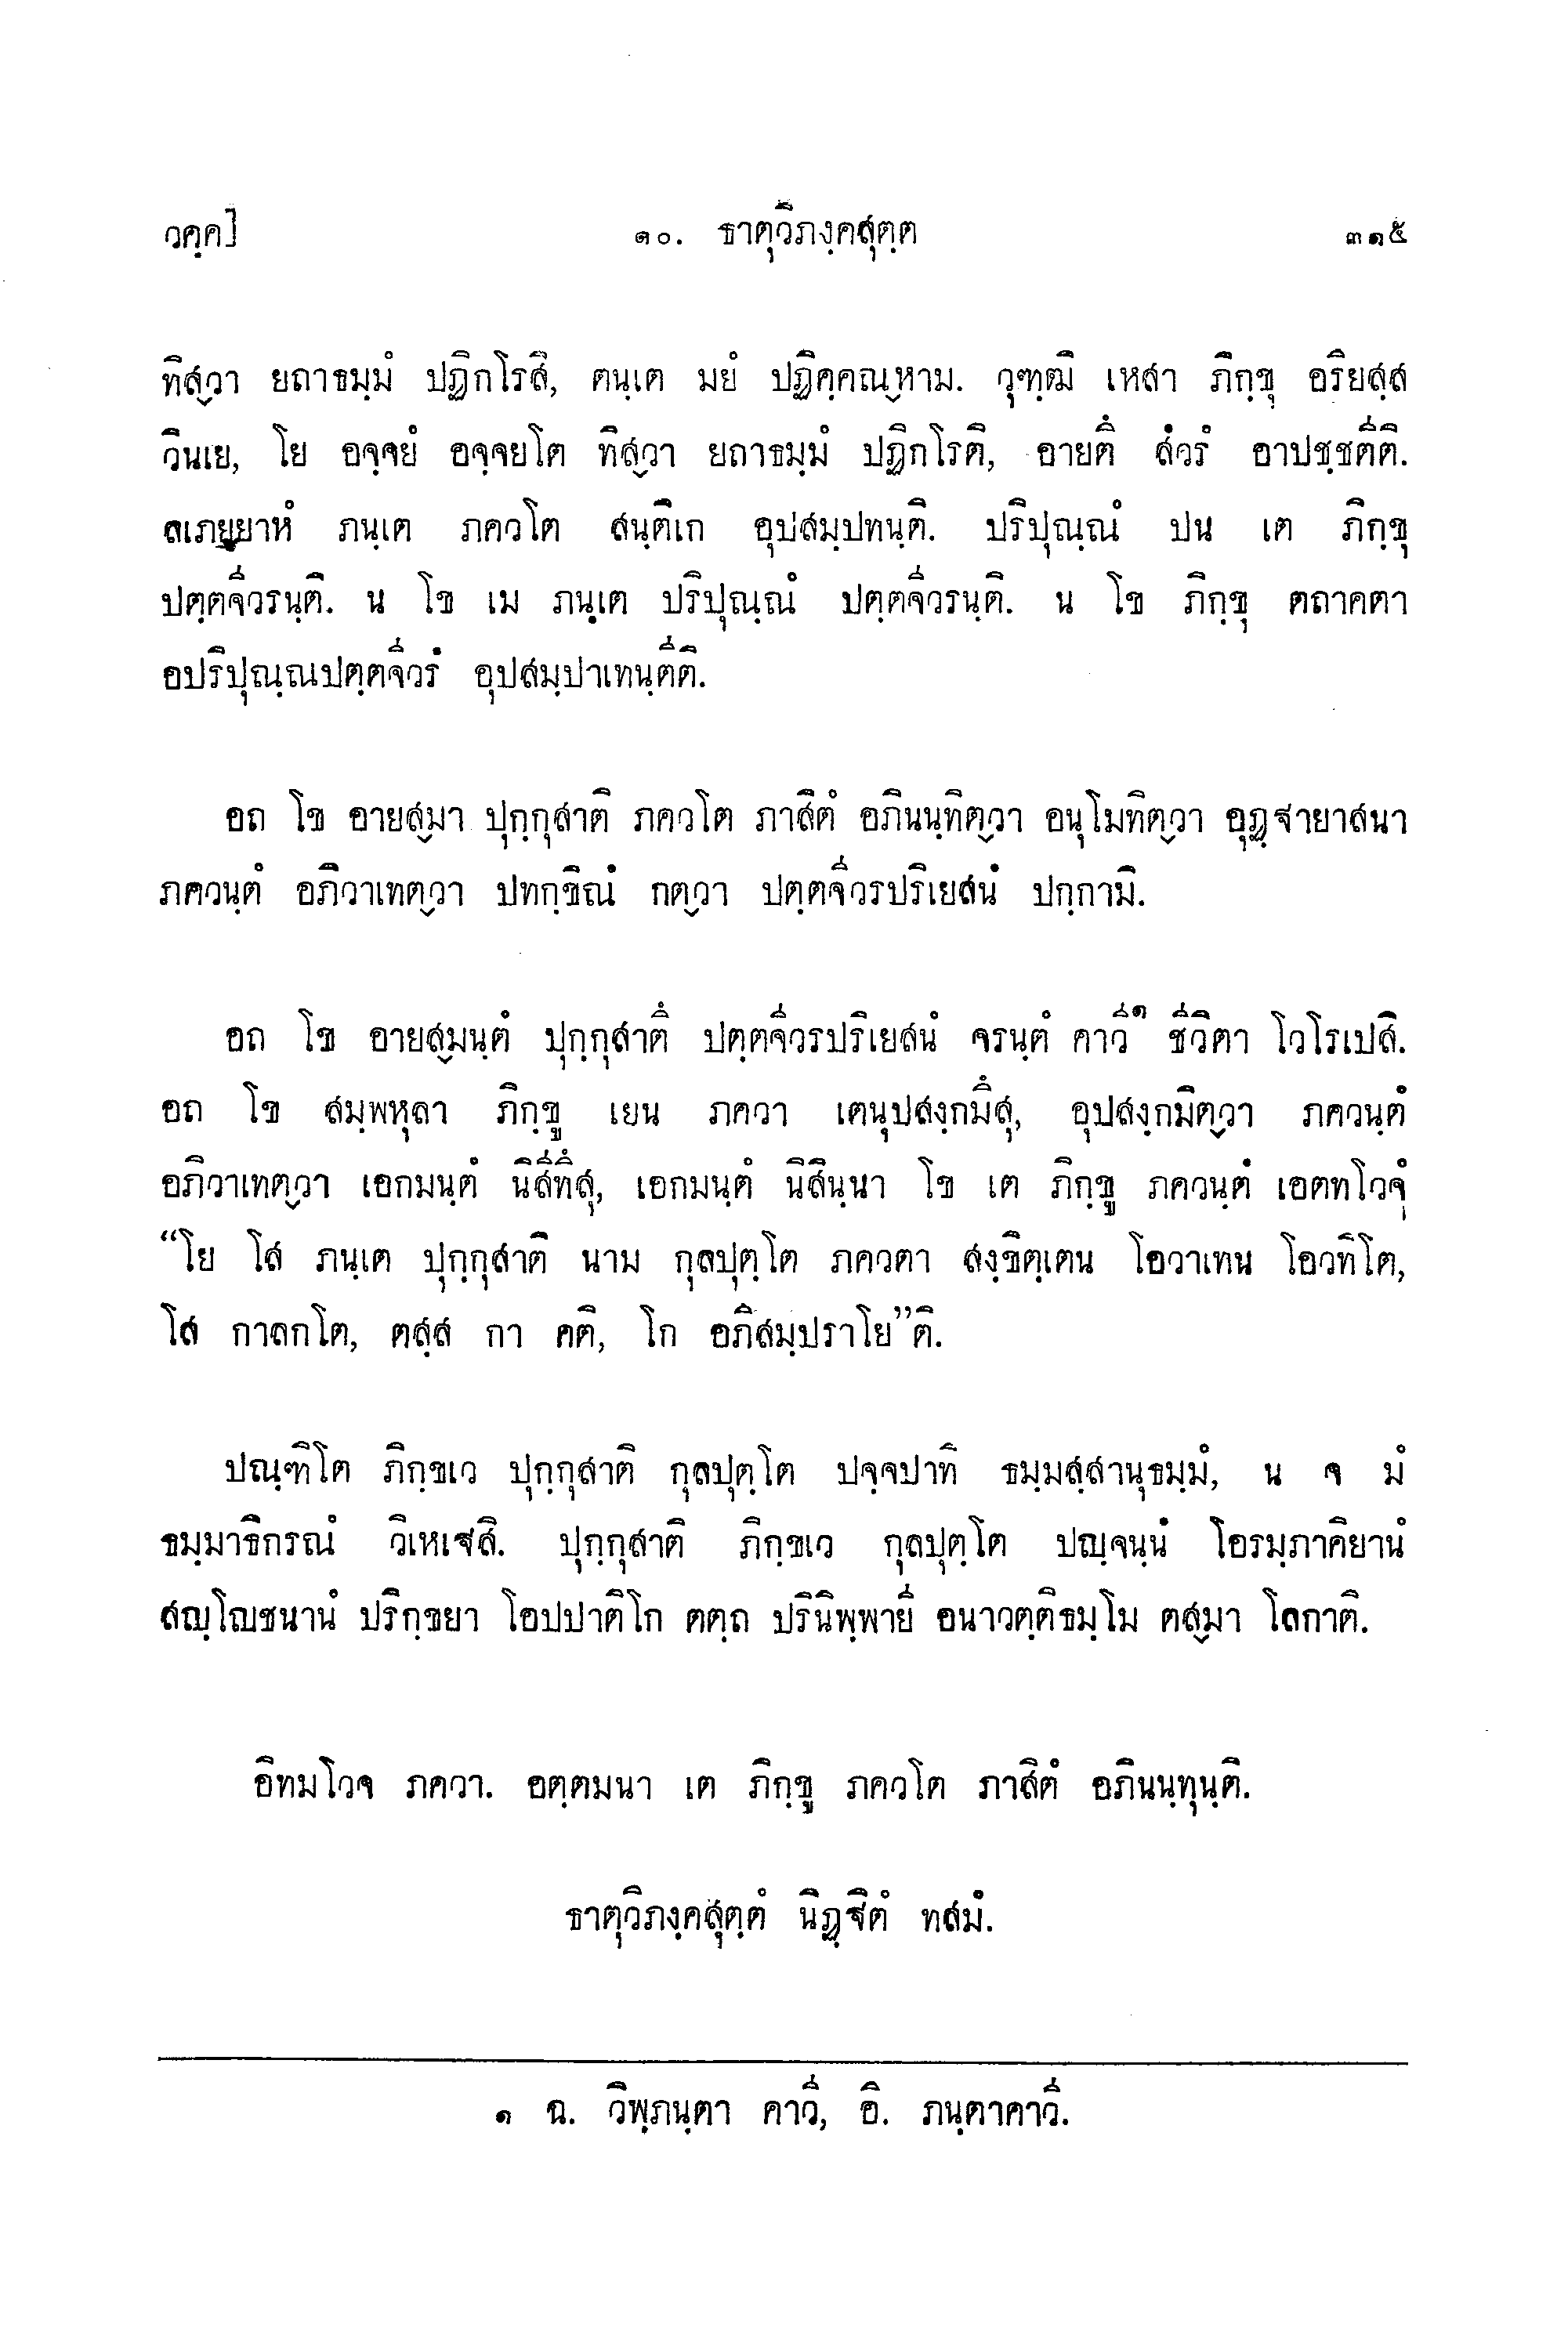 วคฺค]
๑๐. ธาตุวิภงฺคสุตฺต
๓๑๕
ทิสฺวา ยถาธมฺมํ ปฏิกโรสิ, ตนฺเต มยํ ปฏิคฺคณฺหาม. วุฑฺฒิ เหสา ภิกฺขุ อริยสฺส
วินเย, โย อจฺจยํ อจฺจยโต ทิสฺวา ยถาธมฺมํ ปฏิกโรติ, อายตึ สํวรํ อาปชฺชตีติ.
ลเภยฺยาหํ ภนฺเต ภควโต สนฺติเก อุปสมฺปทนฺติ. ปริปุณฺณํ ปน เต ภิกฺขุ
ปตฺตจีวรนฺติ. น โข เม ภนฺเต ปริปุณฺณํ ปตฺตจีวรนฺติ. น โข ภิกฺขุ ตถาคตา
อปริปุณฺณปตฺตจีวรํ อุปสมฺปาเทนฺตีติ.
อถ โข อายสฺมา ปุกฺกุสาติ ภควโต ภาสิตํ อภินนฺทิตฺวา อนุโมทิตฺวา อุฏฺฐายาสนา
ภควนฺตํ อภิวาเทตฺวา ปทกฺขิณํ กตฺวา ปตฺตจีวรปริเยสนํ ปกฺกามิ.
อถ โข อายสฺมนฺตํ ปุกฺกุสาตึ ปตฺตจีวรปริเยสนํ จรนฺตํ คาวี๑ ชีวิตา โวโรเปสิ.
อถ โข สมฺพหุลา ภิกฺขู เยน ภควา เตนุปสงฺกมึสุ, อุปสงฺกมิตฺวา ภควนฺตํ
อภิวาเทตฺวา เอกมนฺตํ นิสีทึสุ, เอกมนฺตํ นิสินฺนา โข เต ภิกฺขู ภควนฺตํ เอตทโวจุํ
“โย โส ภนฺเต ปุกฺกุสาติ นาม กุลปุตฺโต ภควตา สงฺขิตฺเตน โอวาเทน โอวทิโต,
โส กาลกโต, ตสฺส กา คติ, โก อภิสมฺปราโย”ติ.
ปณฺฑิโต ภิกฺขเว ปุกฺกุสาติ กุลปุตฺโต ปจฺจปาทิ ธมฺมสฺสานุธมฺมํ, น จ มํ
ธมฺมาธิกรณํ วิเหเฐสิ. ปุกฺกุสาติ ภิกฺขเว กุลปุตฺโต ปญฺจนฺนํ โอรมฺภาคิยานํ
สญฺโญชนานํ ปริกฺขยา โอปปาติโก ตตฺถ ปรินิพฺพายี อนาวตฺติธมฺโม ตสฺมา โลกาติ.
อิทมโวจ ภควา. อตฺตมนา เต ภิกฺขู ภควโต ภาสิตํ อภินนฺทุนฺติ.
ธาตุวิภงฺคสุตฺตํ นิฏฺฐิตํ ทสมํ.
๑ ฉ. วิพฺภนฺตา คาวี, อิ. ภนฺตาคาวี.